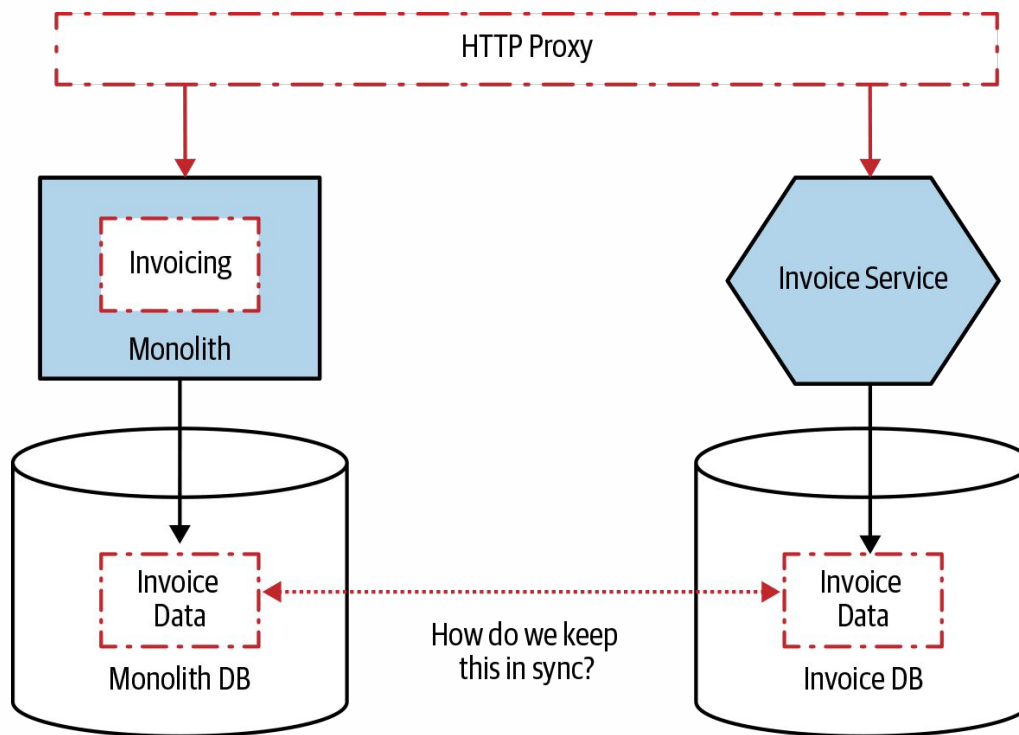 HTTP Proxy
Invoicing
Monolith
Invoice Service
Invoice
Data
Monolith DB
How do we keep
this in sync?
Invoice
Data
Invoice DB